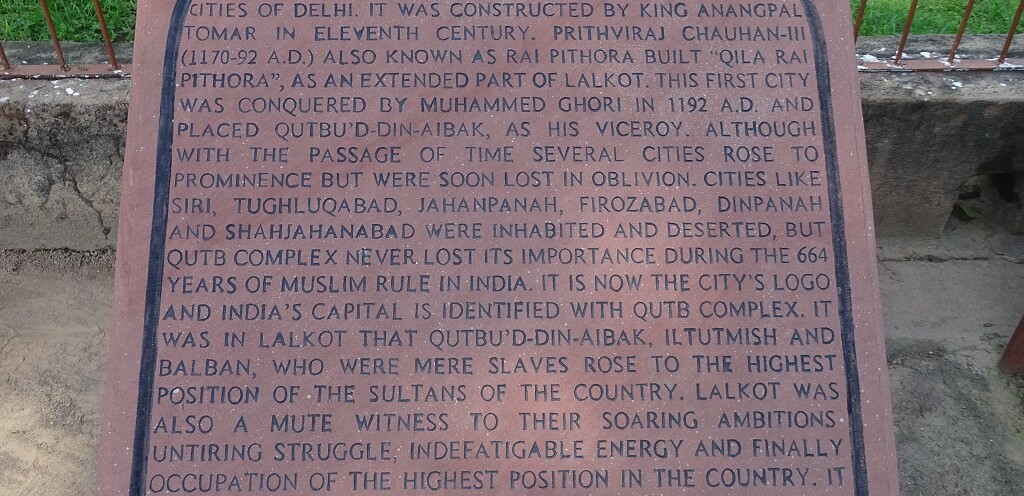 CITIES OF DELHI. IT WAS CONSTRUCTED BY KING ANANGPAL
TOMAR IN ELEVENTH CENTURY. PRITHVIRAJ CHAUHAN-III
(1170-92 A.D.) ALSO KNOWN AS RAI PITHORA BUILT "QILA RAI
PITHORA", AS AN EXTENDED PART OF LALKOT. THIS FIRST CITY
WAS CONQUERED BY MUHAMMED GHORI IN 1192 A.D. AND
PLACED QUTBU'D-DIN-AIBAK, AS HIS VICEROY. ALTHOUGH
WITH THE PASSAGE OF TIME SEVERAL CITIES ROSE TO
PROMINENCE BUT WERE SOON LOST IN OBLIVION. CITIES LIKE
SIRI, TUGHLUQABAD, JAHANPANAH, FIROZABAD, DINPANAH
AND SHAHJAHANABAD WERE INHABITED AND DESERTED, BUT
QUTB COMPLEX NEVER LOST ITS IMPORTANCE DURING THE 664
YEARS OF MUSLIM RULE IN INDIA. IT IS NOW THE CITY'S LOGO
AND INDIA'S CAPITAL IS IDENTIFIED WITH QUTB COMPLEX. IT
WAS IN LALKOT THAT QUTBU'D-DIN-AIBAK, ILTUTMISH AND
BALBAN, WHO WERE MERE SLAVES ROSE TO THE HIGHEST
POSITION OF THE SULTANS OF THE COUNTRY. LALKOT WAS
ALSO A MUTE WITNESS TO THEIR SOARING AMBITIONS
UNTIRING STRUGGLE, INDEFATIGABLE ENERGY AND FINALLY
OCCUPATION OF THE HIGHEST POSITION IN THE COUNTRY. IT